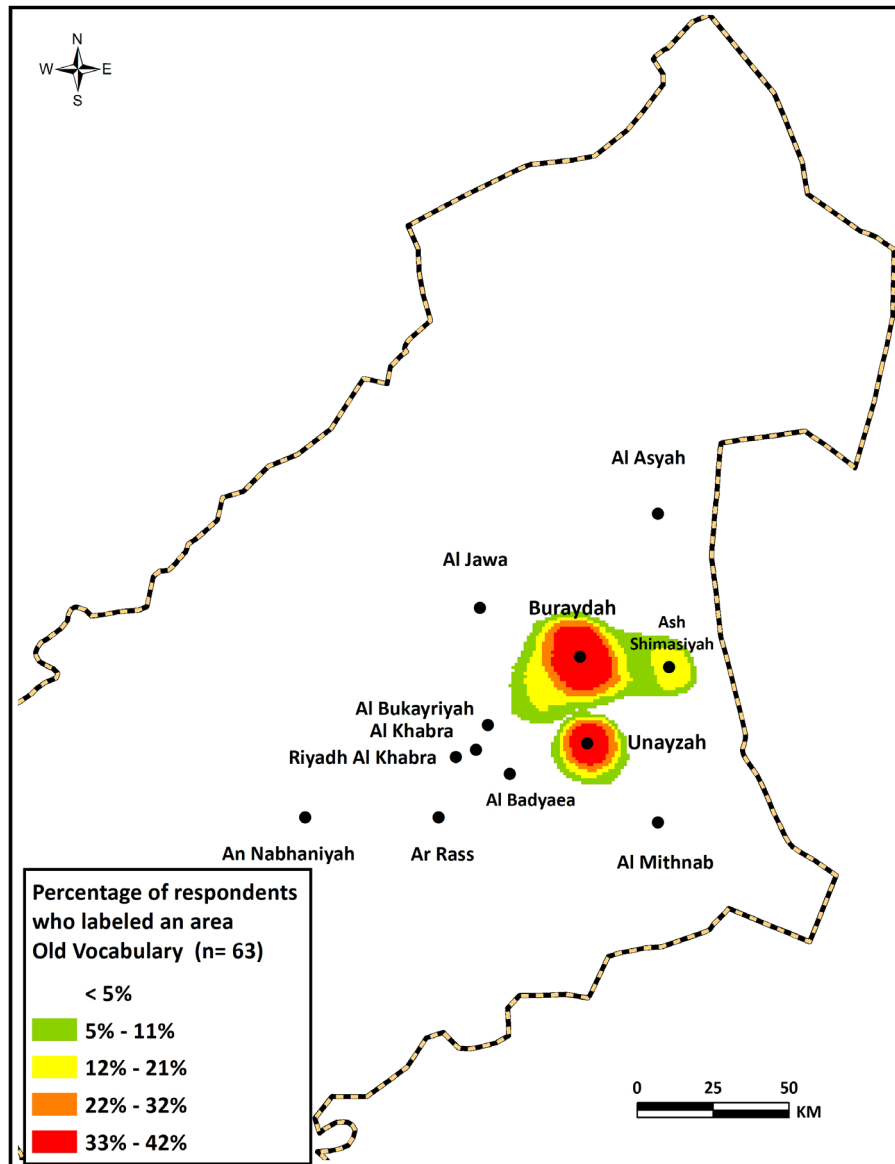 N
W E
S
Al Asyah
Al Jawa
Buraydah
Ash
Shimasiyah
Al Bukayriyah
Al Khabra
Unayzah
Riyadh Al Khabra
Al Badyaea
An Nabhaniyah
Ar Rass
Al Mithnab
Percentage of respondents
who labeled an area
Old Vocabulary (n= 63)
< 5%
5% - 11%
12% - 21%
22% - 32%
33% - 42%
0 25 50
KM